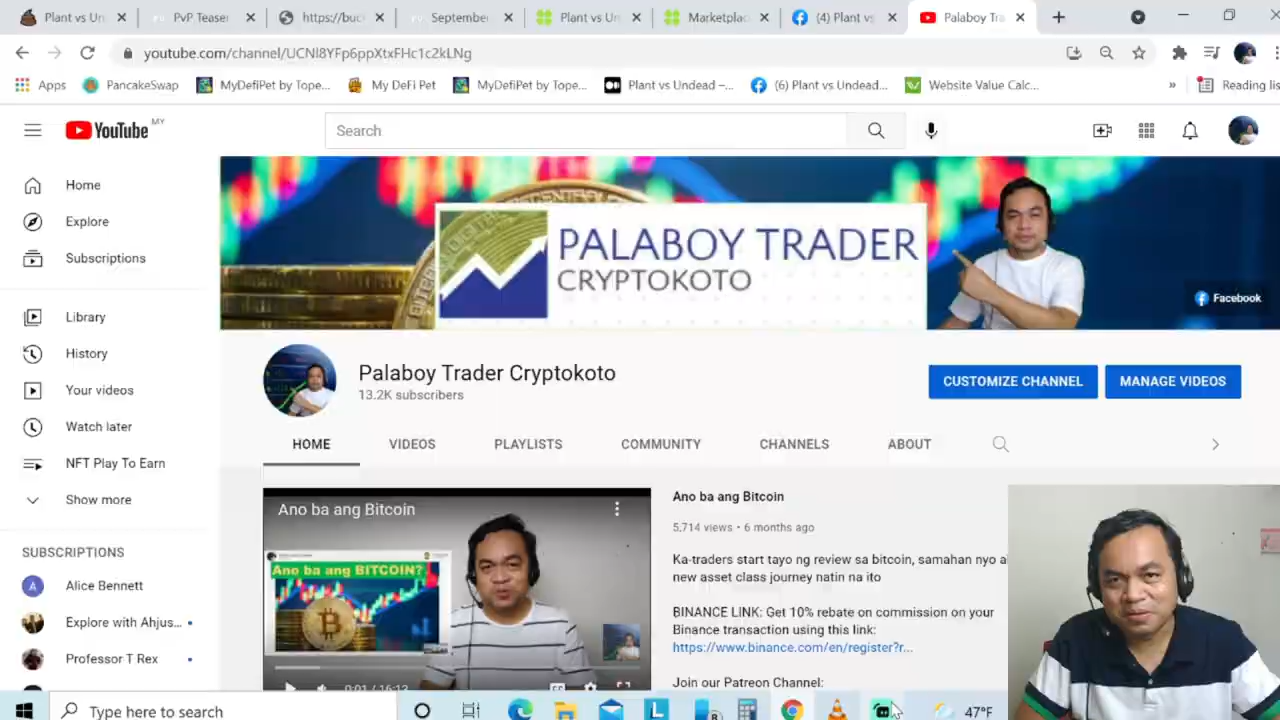 Plant vs Un
PvP Teaser
https://buc
September
Plant vs Un
Marketplac
(4) Plant vs
Palaboy Tra
youtube.com/channel/UCNl8YFp6ppXtxFHc1c2kLNg
Apps
PancakeSwap
MyDefiPet by Tope...
My DeFi Pet
MyDefiPet by Tope...
Plant vs Undead –...
(6) Plant vs Undead...
Website Value Calc...
»
Reading lis
YouTube MY
Search
Home
Explore
Subscriptions
Library
History
Your videos
Watch later
NFT Play To Earn
Show more
SUBSCRIPTIONS
Alice Bennett
Explore with Ahjus...
Professor T Rex
PALABOY TRADER
CRYPTOKOTO
Facebook
Palaboy Trader Cryptokoto
13.2K subscribers
CUSTOMIZE CHANNEL
MANAGE VIDEOS
HOME
VIDEOS
PLAYLISTS
COMMUNITY
CHANNELS
ABOUT
Ano ba ang Bitcoin
Ano ba ang BITCOIN?
0:01 / 16:13
Ano ba ang Bitcoin
5,714 views • 6 months ago
Ka-traders start tayo ng review sa bitcoin, samahan nyo a
new asset class journey natin na ito
BINANCE LINK: Get 10% rebate on commission on your
Binance transaction using this link:
https://www.binance.com/en/register?r...
Join our Patreon Channel:
Type here to search
47°F